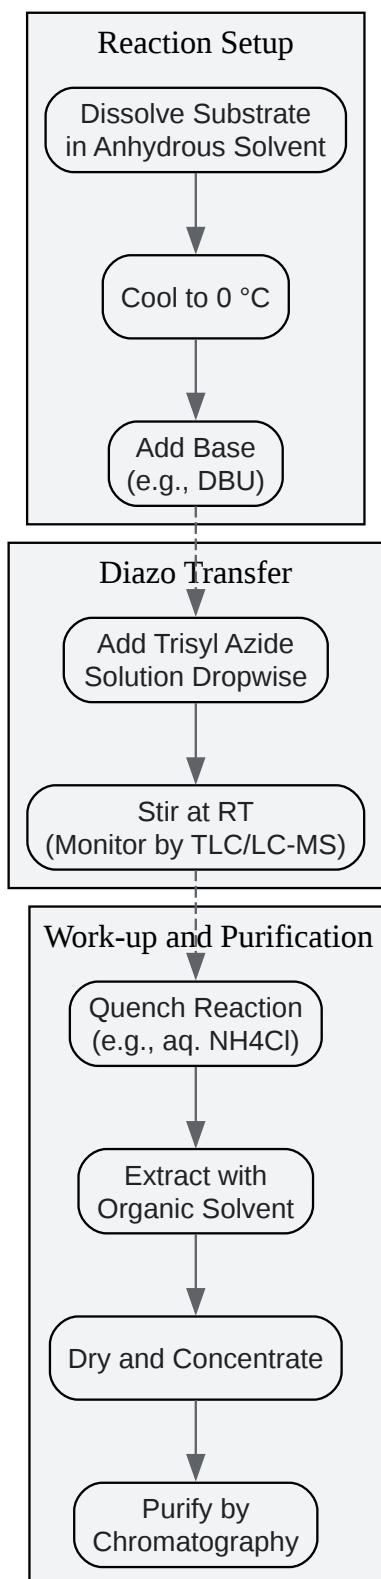 Reaction Setup
Dissolve Substrate
in Anhydrous Solvent
Cool to 0 °C
Add Base
(e.g., DBU)
Diazo Transfer
Add Trisyl Azide
Solution Dropwise
Stir at RT
(Monitor by TLC/LC-MS)
Work-up and Purification
Quench Reaction
(e.g., aq. NH4Cl)
Extract with
Organic Solvent
Dry and Concentrate
Purify by
Chromatography